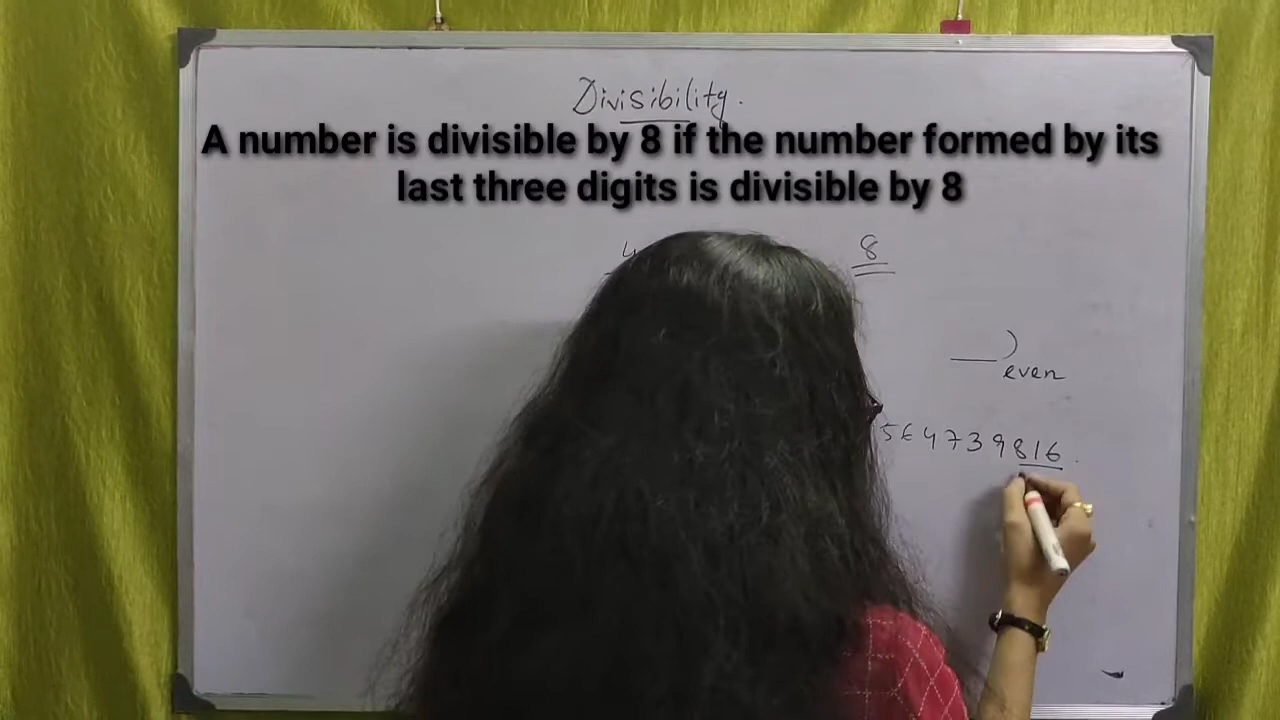 Divisibility.
A number is divisible by 8 if the number formed by its
last three digits is divisible by 8
4 8
even
564739816